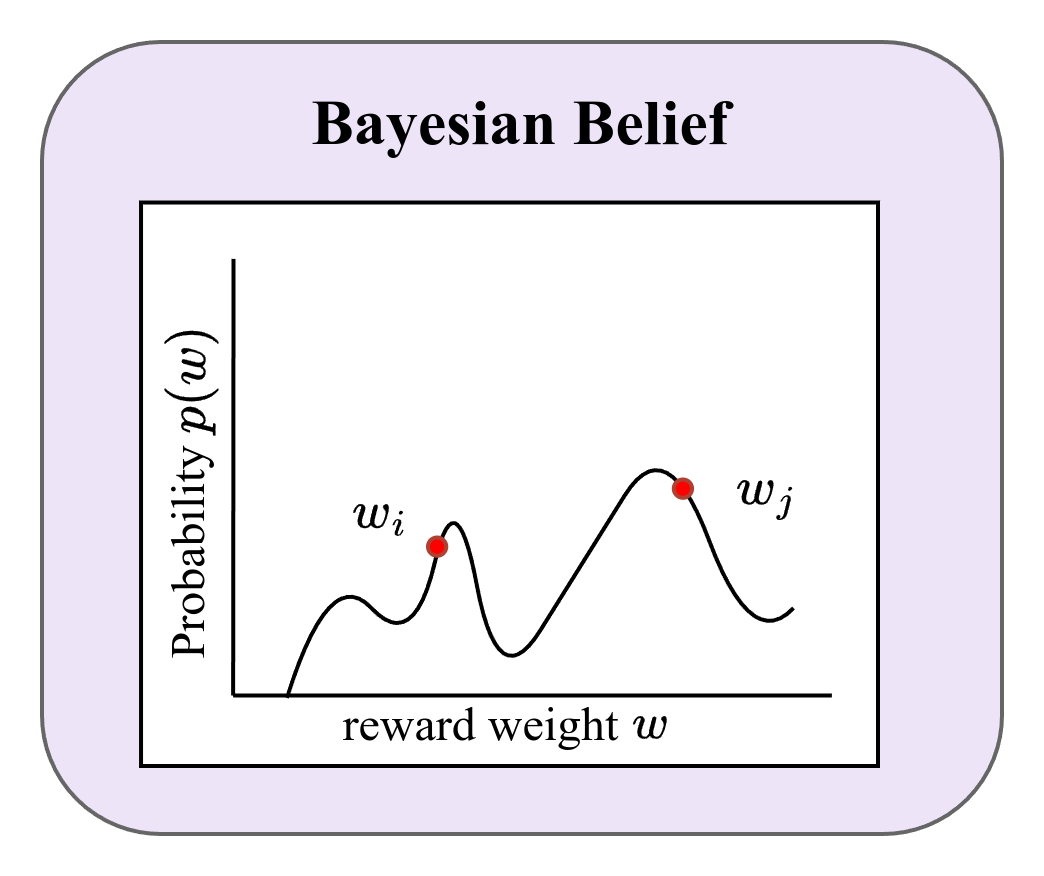 Bayesian Belief
Probability p(w)
w_i
w_j
reward weight w